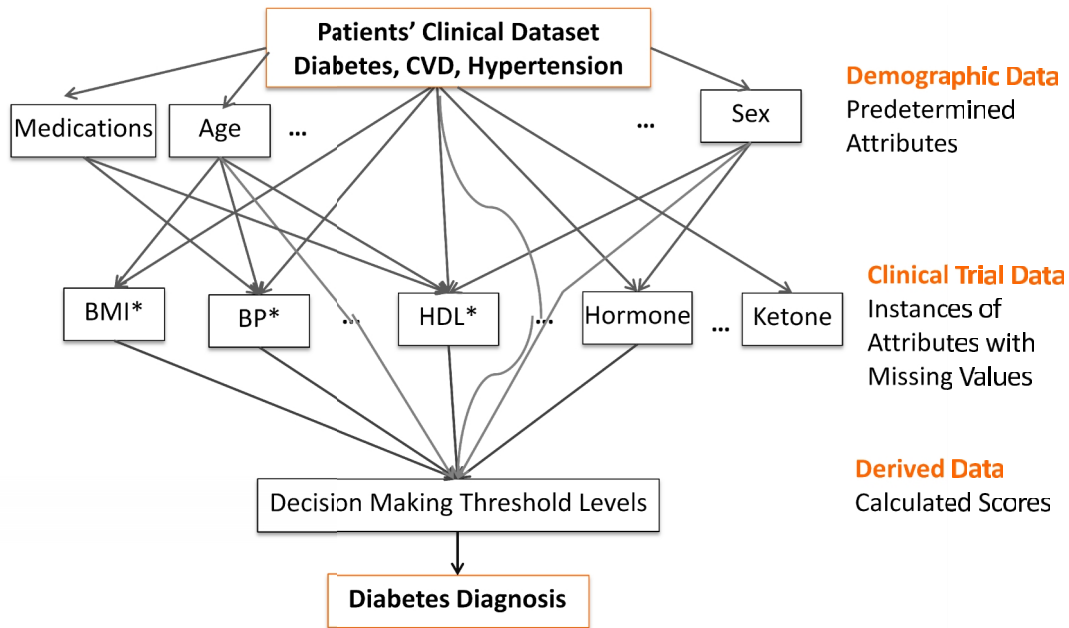 Patients' Clinical Dataset
Diabetes, CVD, Hypertension
Demographic Data
Predetermined
Attributes
Medications
Age
...
...
Sex
Clinical Trial Data
Instances of
Attributes with
Missing Values
BMI*
BP*
...
HDL*
...
Hormone
...
Ketone
Derived Data
Calculated Scores
Decision Making Threshold Levels
Diabetes Diagnosis